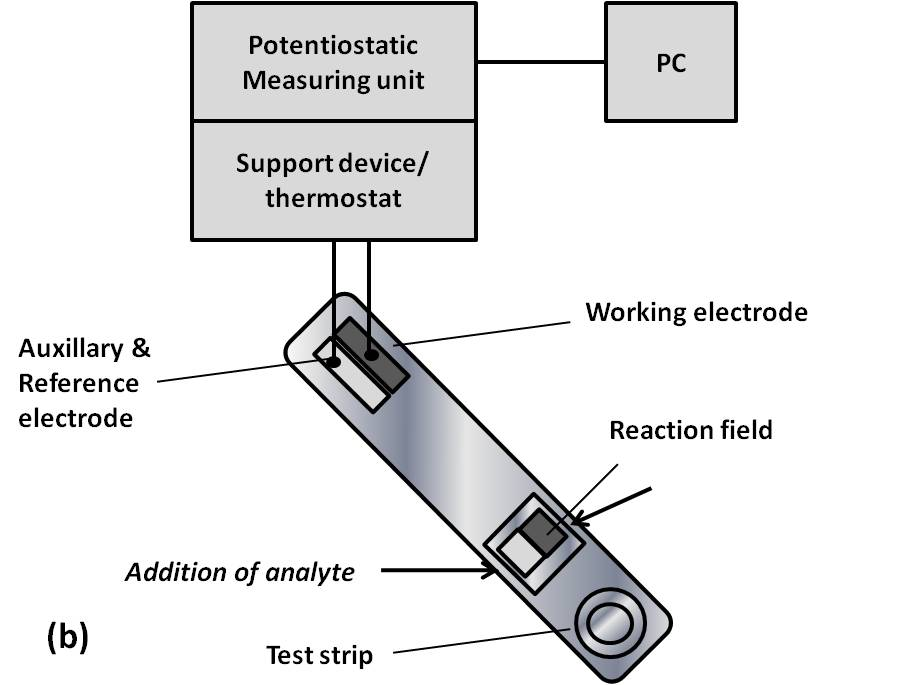 Potentiostatic
Measuring unit
PC
Support device/
thermostat
Working electrode
Auxillary &
Reference
electrode
Reaction field
Addition of analyte
(b)
Test strip